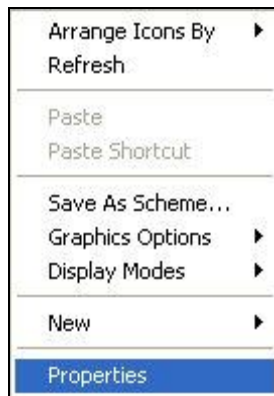 Arrange Icons By
Refresh
Paste
Paste Shortcut
Save As Scheme...
Graphics Options
Display Modes
New
Properties